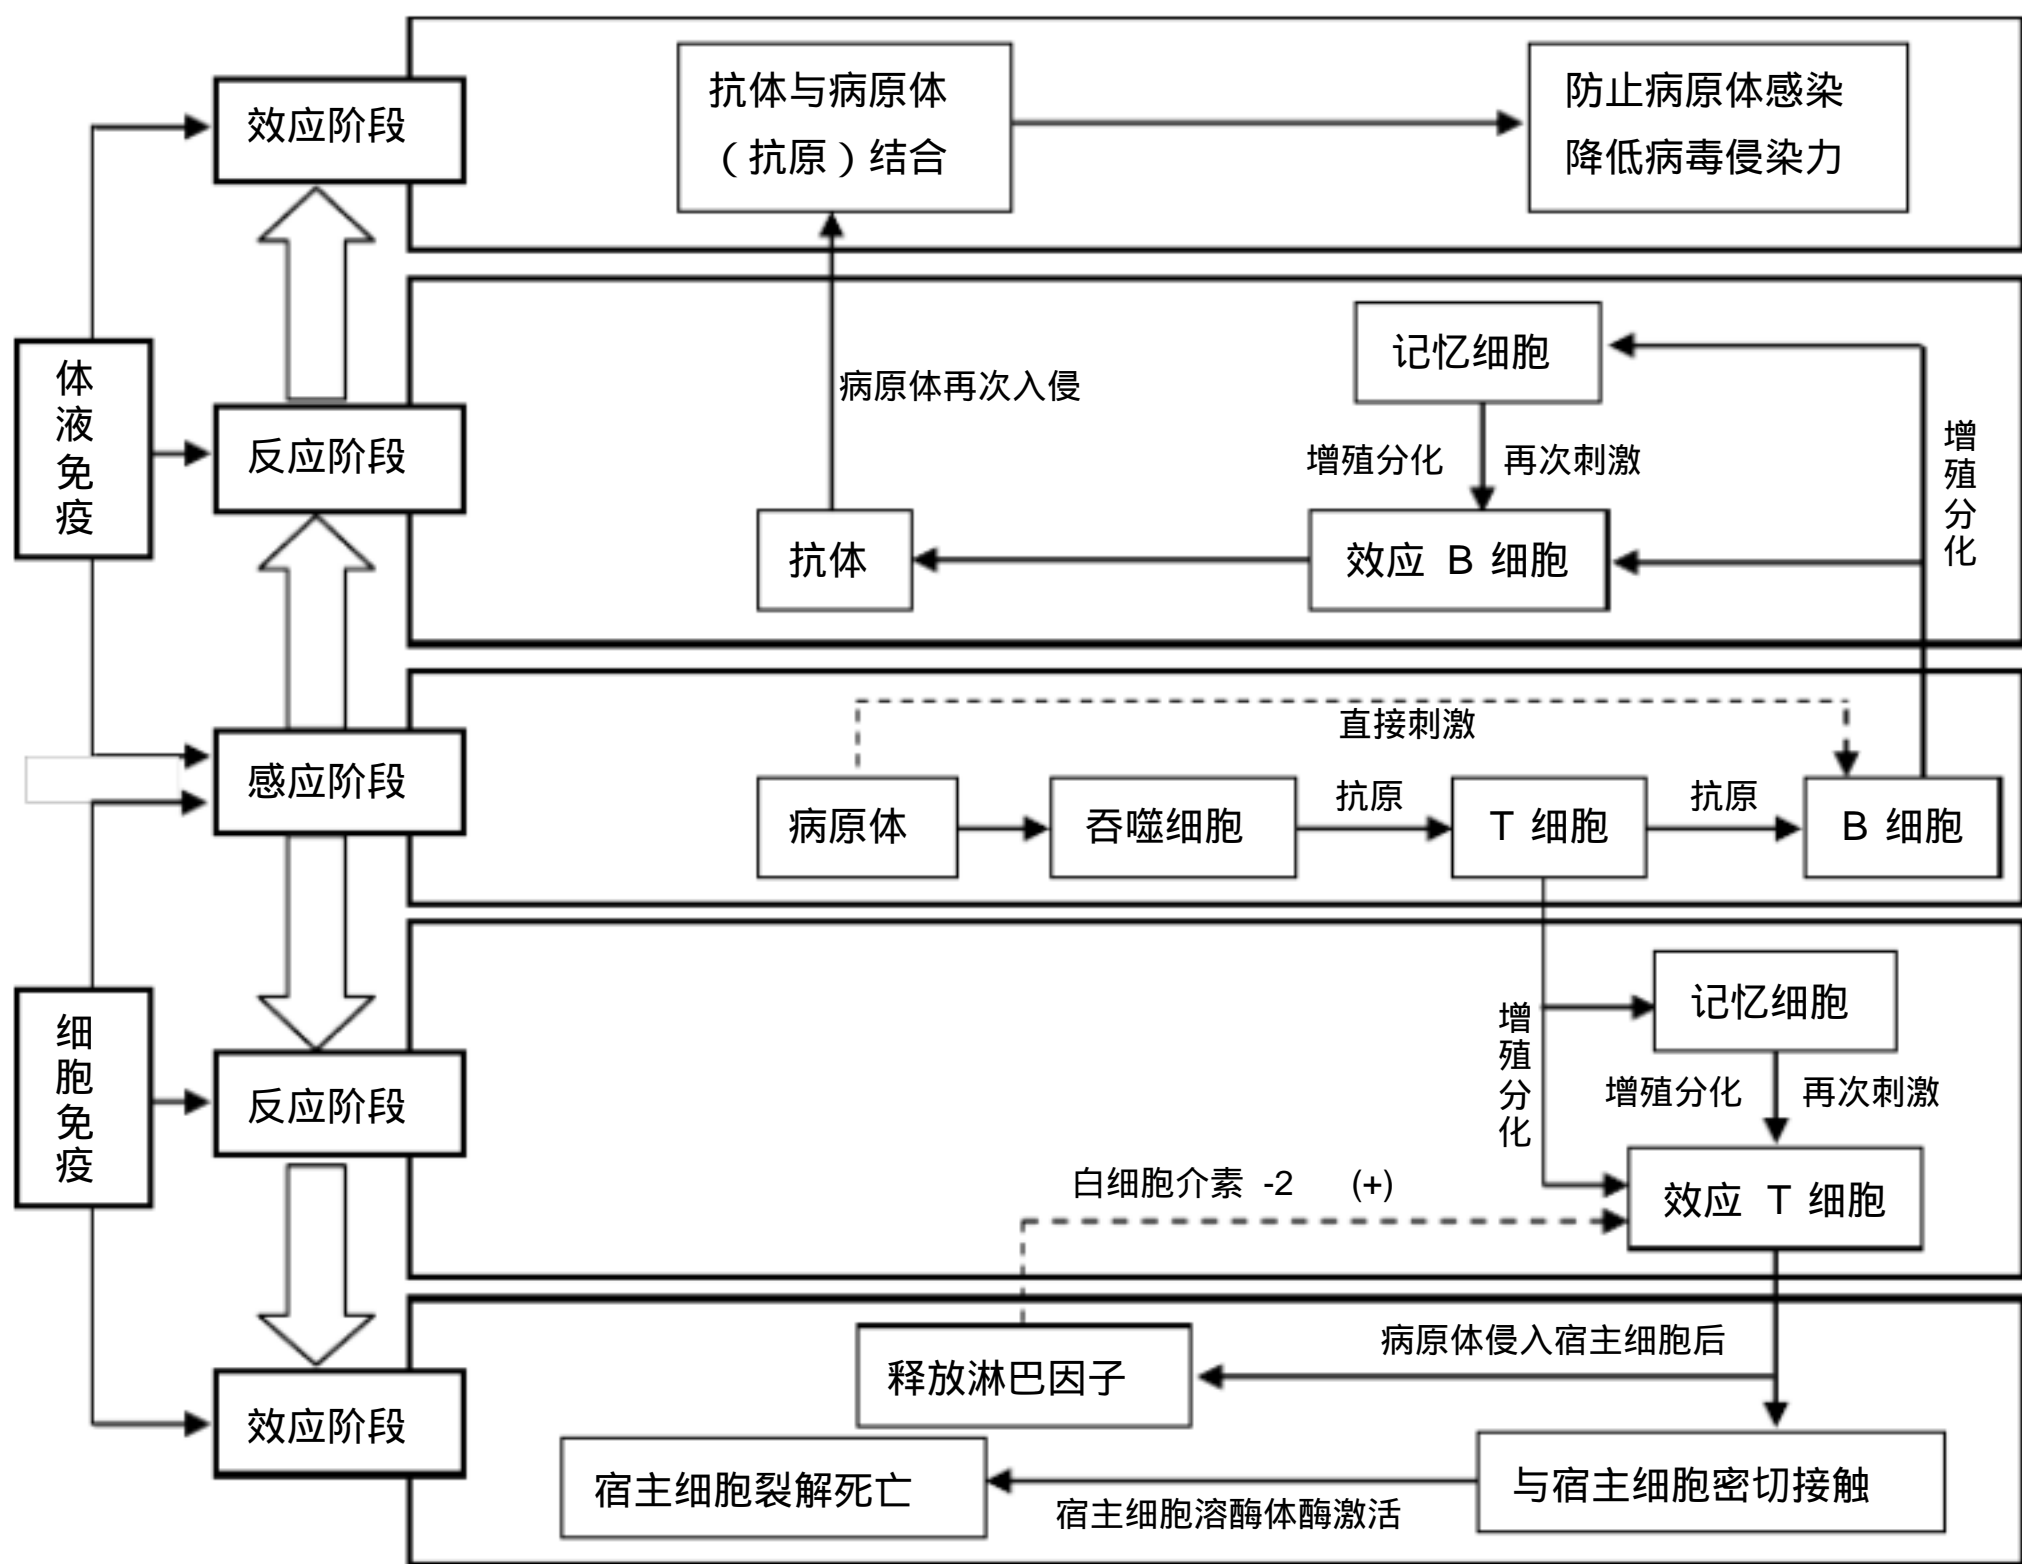 效应阶段
抗体与病原体
（抗原）结合
防止病原体感染
降低病毒侵染力
体液免疫
反应阶段
病原体再次入侵
记忆细胞
增殖分化
再次刺激
增殖分化
抗体
效应 B 细胞
感应阶段
直接刺激
病原体
吞噬细胞
抗原
T 细胞
抗原
B 细胞
细胞免疫
反应阶段
增殖分化
记忆细胞
增殖分化
再次刺激
白细胞介素 -2 (+)
效应 T 细胞
效应阶段
释放淋巴因子
病原体侵入宿主细胞后
宿主细胞裂解死亡
宿主细胞溶酶体酶激活
与宿主细胞密切接触